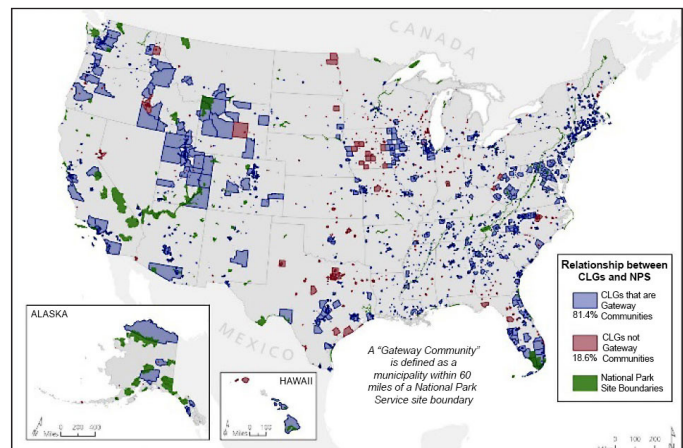 CANADA
MEXICO
Relationship between
CLGs and NPS
CLGs that are
Gateway
81.4% Communities
CLGs not
Gateway
18.6% Communities
National Park
Site Boundaries
A "Gateway Community"
is defined as a
municipality within 60
miles of a National Park
Service site boundary
ALASKA
Miles 0 200 400
HAWAII
Miles
0 100 200
Miles